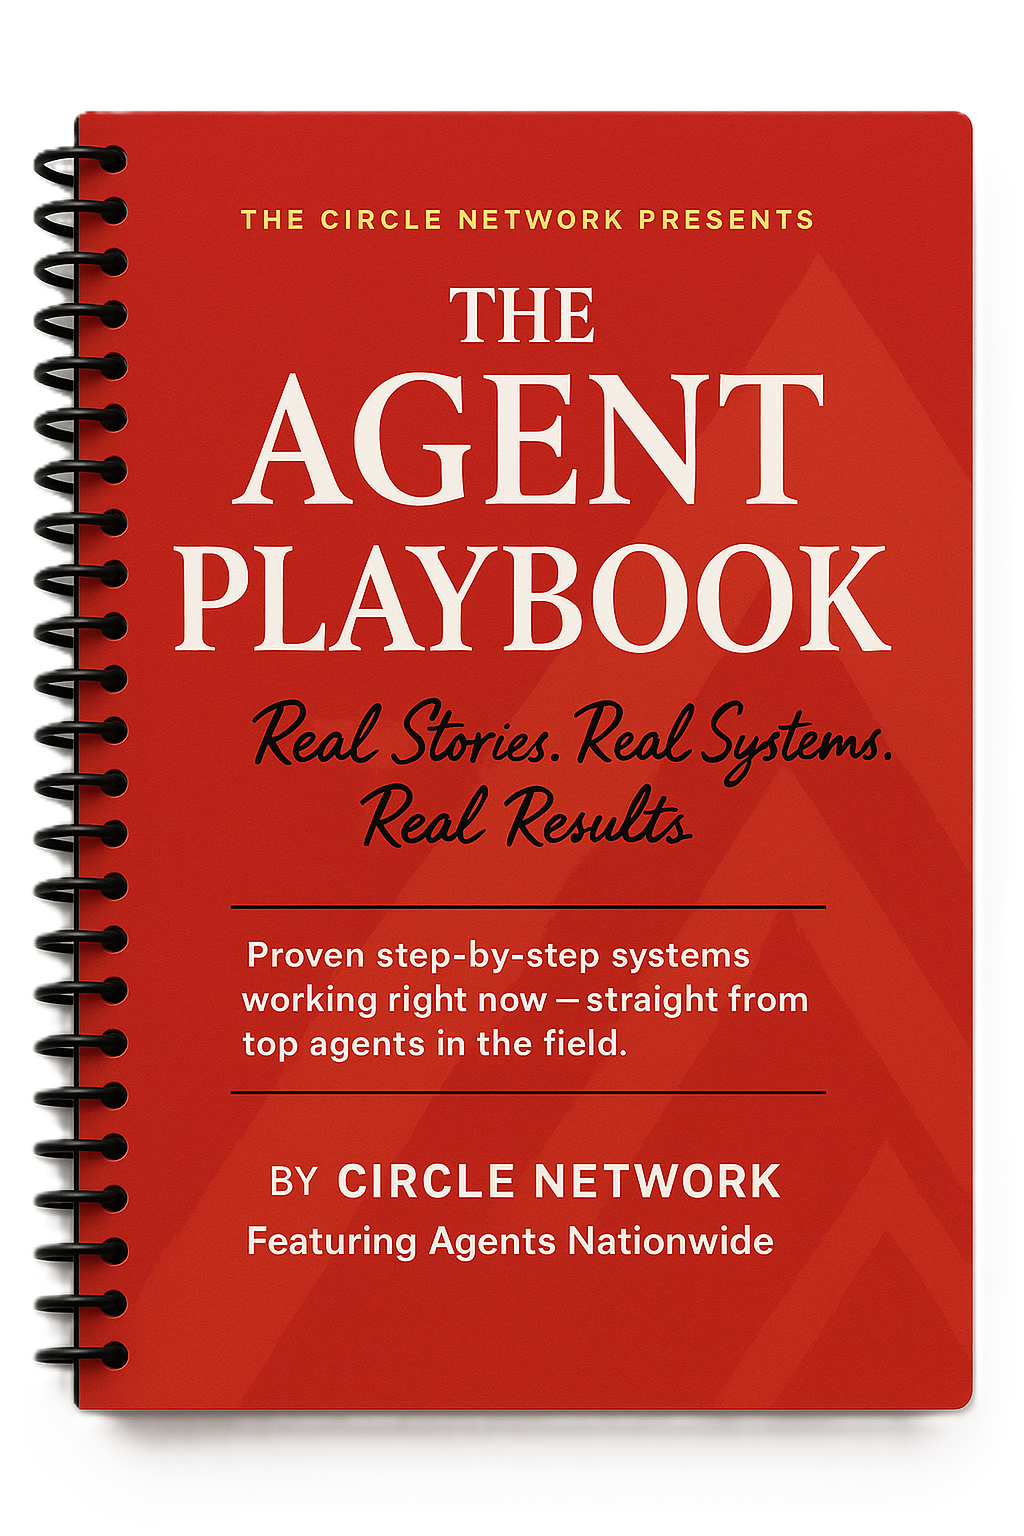 THE CIRCLE NETWORK PRESENTS
THE
AGENT
PLAYBOOK
Real Stories. Real Systems.
Real Results
Proven step-by-step systems
working right now – straight from
top agents in the field.
BY CIRCLE NETWORK
Featuring Agents Nationwide